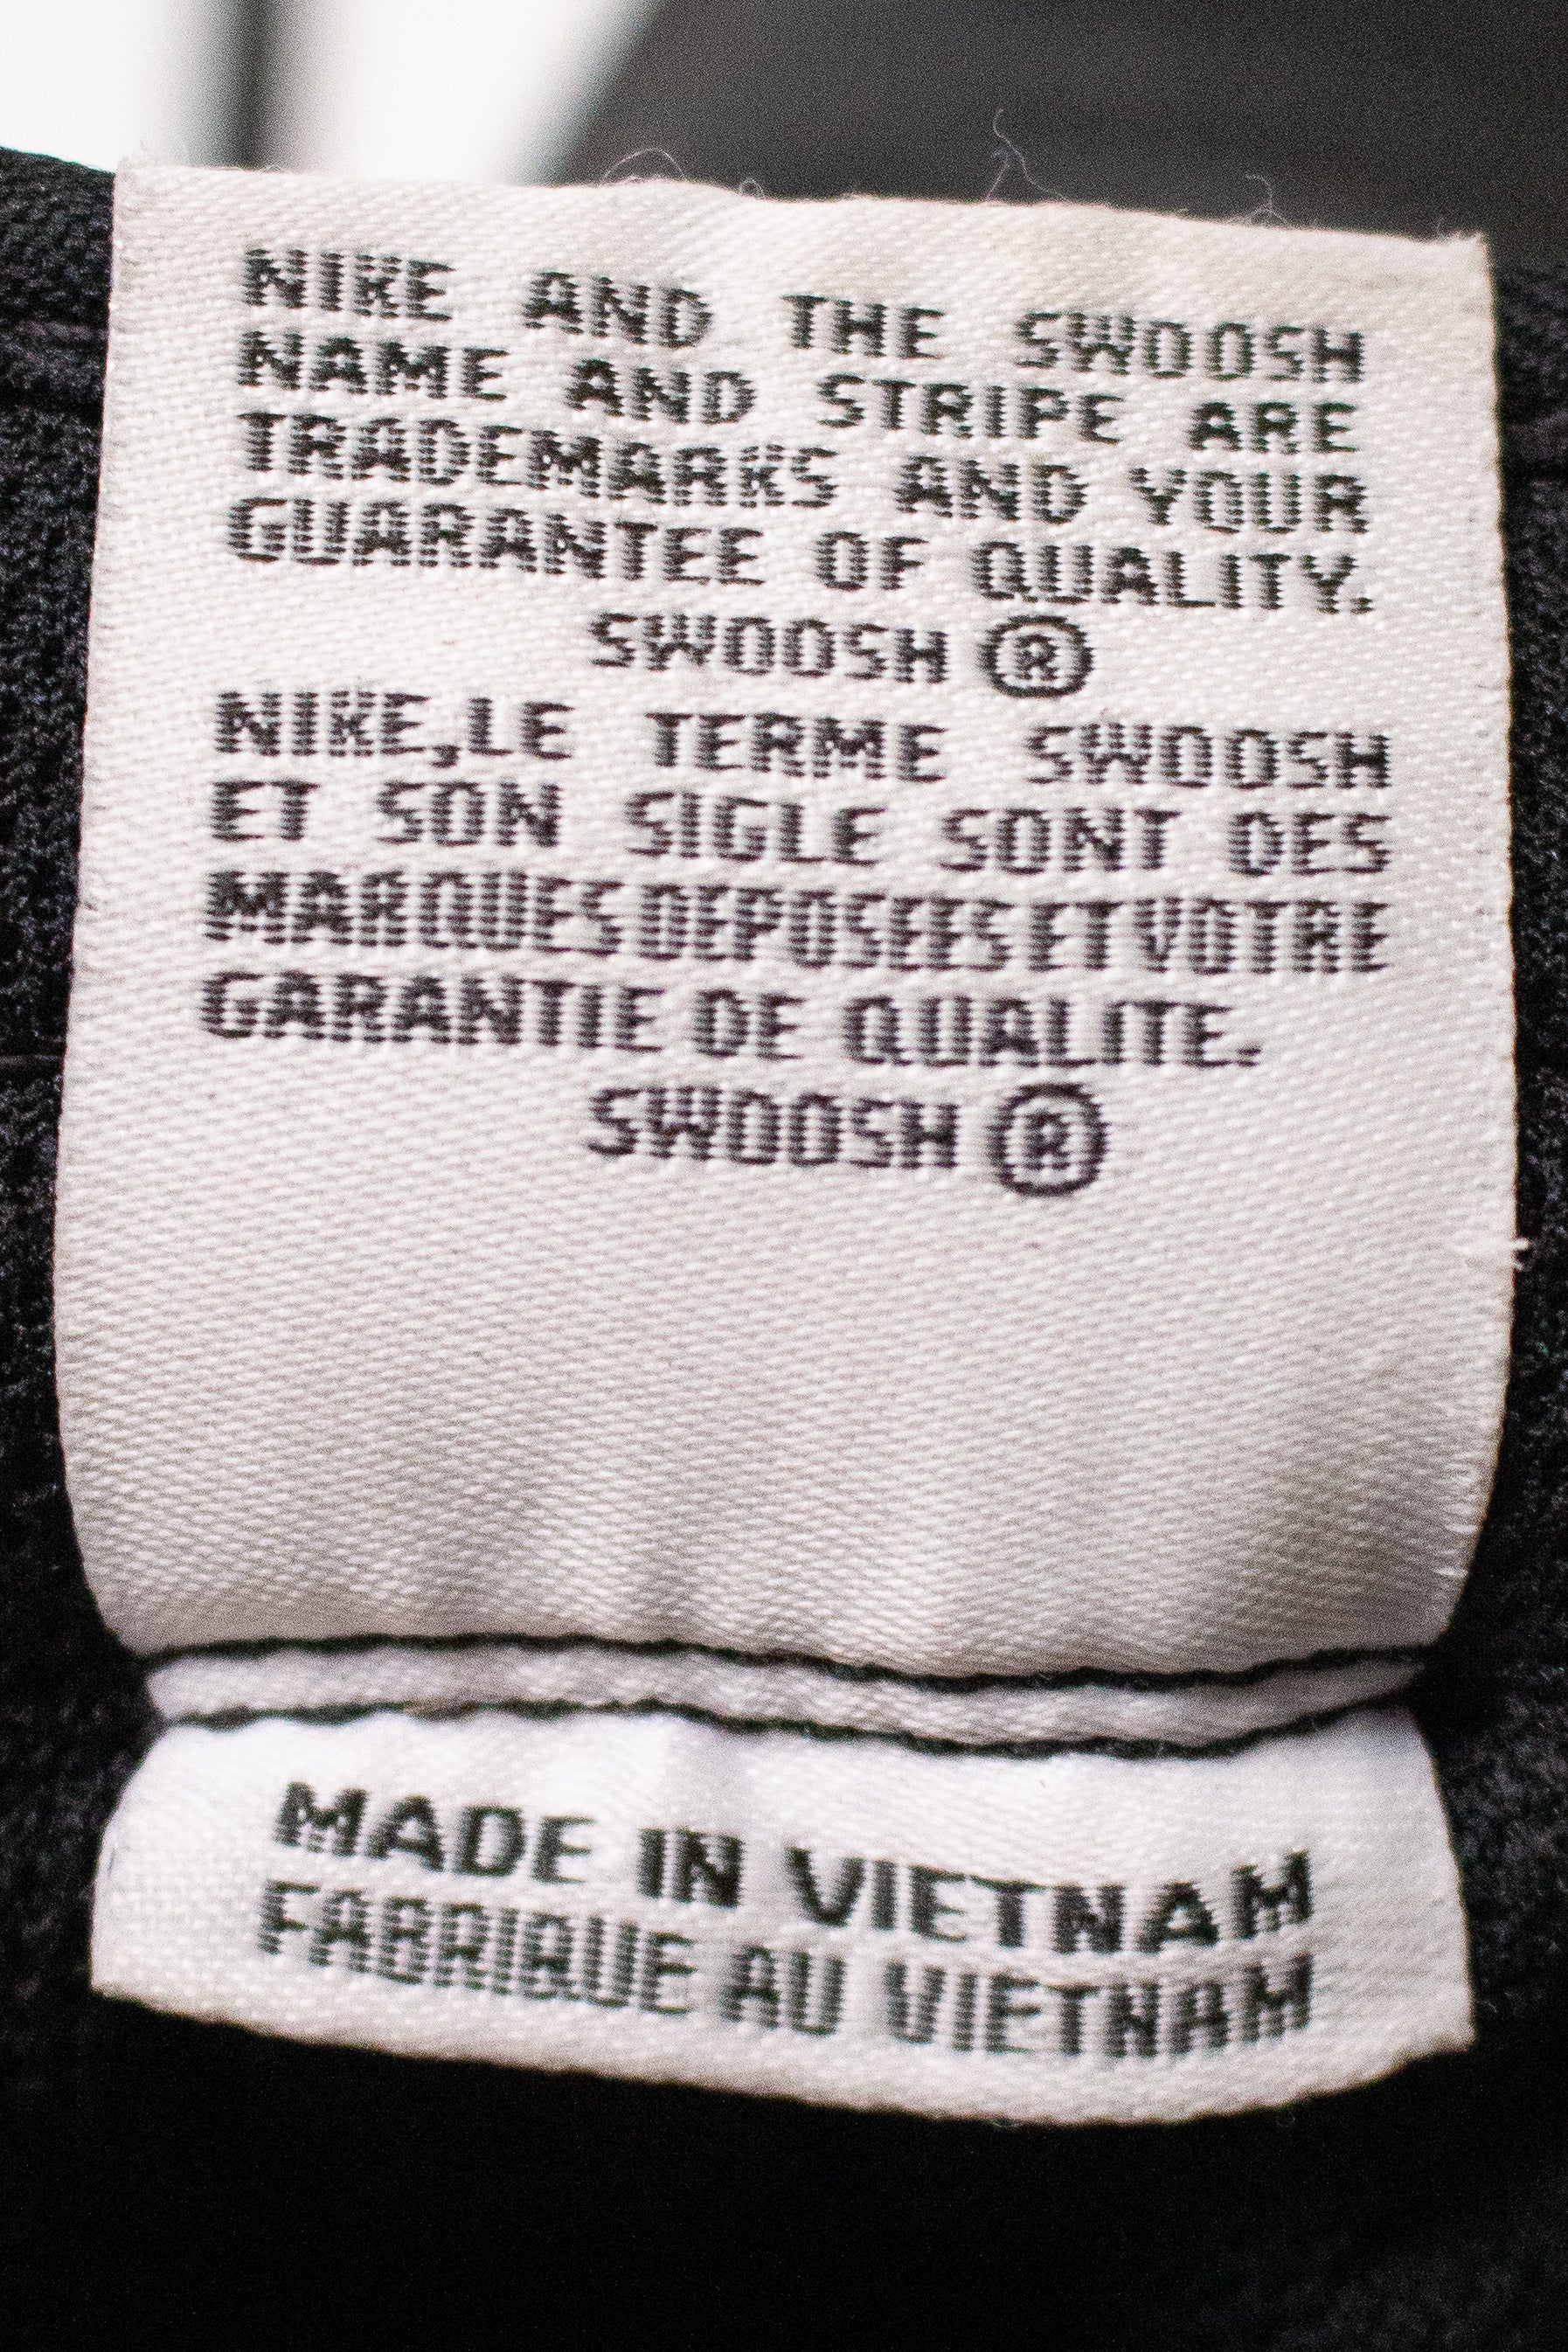 NIKE AND THE SWOOSH
NAME AND STRIPE ARE
TRADEMARKS AND YOUR
GUARANTEE OF QUALITY.
SWOOSH ®
NIKE,LE TERME SWOOSH
ET SON SIGLE SONT DES
MARQUES DEPOSEES ET VOTRE
GARANTIE DE QUALITE.
SWOOSH ®
MADE IN VIETNAM
FABRIQUE AU VIETNAM